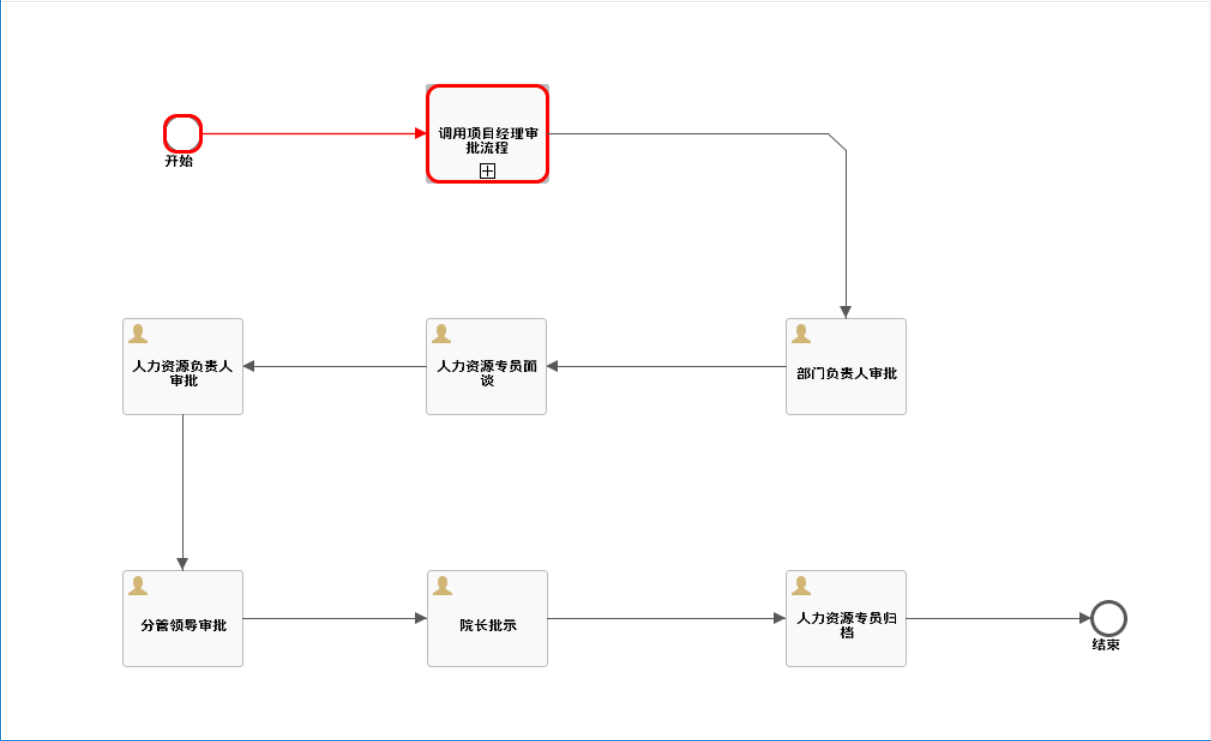 调用项目经理审
批流程
开始
人力资源负责人
审批
人力资源专员面
谈
部门负责人审批
分管领导审批
院长批示
人力资源专员归
档
结束